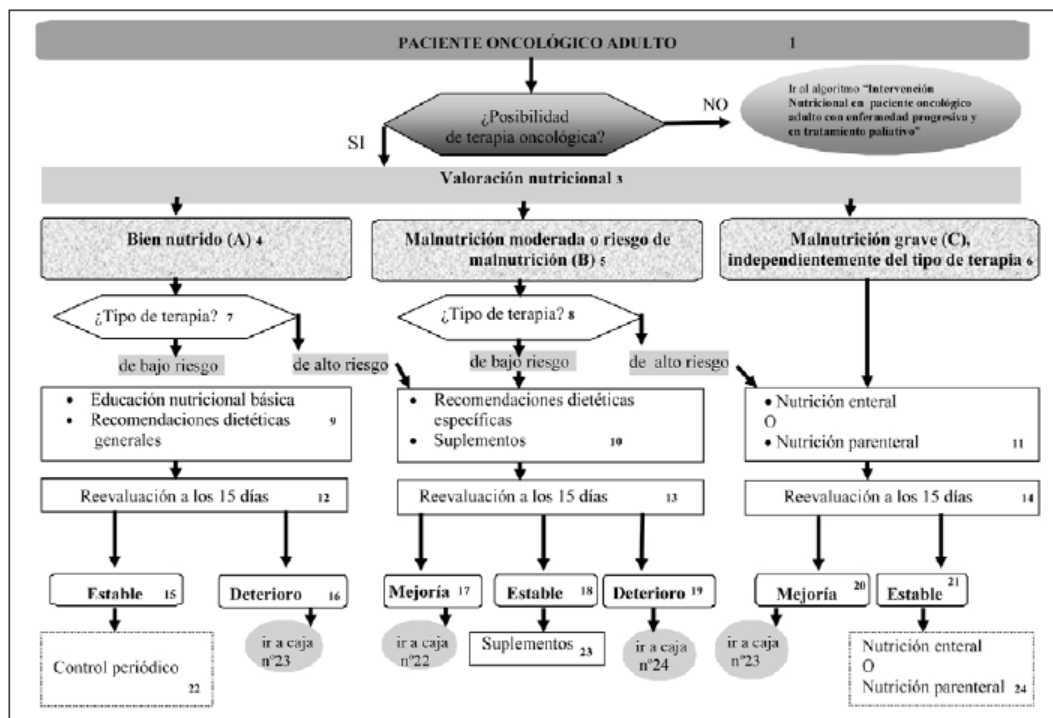 PACIENTE ONCOLÓGICO ADULTO 1
¿Posibilidad
de terapia oncológica?
NO
SI
Ir al algoritmo "Intervención
Nutricional en paciente oncológico
adulto con enfermedad progresiva y
en tratamiento paliativo"
Valoración nutricional 3
Bien nutrido (A) 4
Malnutrición moderada o riesgo de
malnutrición (B) 5
Malnutrición grave (C),
independientemente del tipo de terapia 6
¿Tipo de terapia? 7
¿Tipo de terapia? 8
de bajo riesgo
de alto riesgo
de bajo riesgo
de alto riesgo
• Educación nutricional básica
• Recomendaciones dietéticas 9
generales
• Recomendaciones dietéticas
específicas
• Suplementos 10
• Nutrición enteral
O
• Nutrición parenteral 11
Reevaluación a los 15 días 12
Reevaluación a los 15 días 13
Reevaluación a los 15 días 14
Estable 15
Deterioro 16
Mejoría 17
Estable 18
Deterioro 19
Mejoría 20
Estable 21
Control periódico
22
ir a caja
nº23
ir a caja
nº22
Suplementos 23
ir a caja
nº24
ir a caja
nº23
Nutrición enteral
O
Nutrición parenteral 24